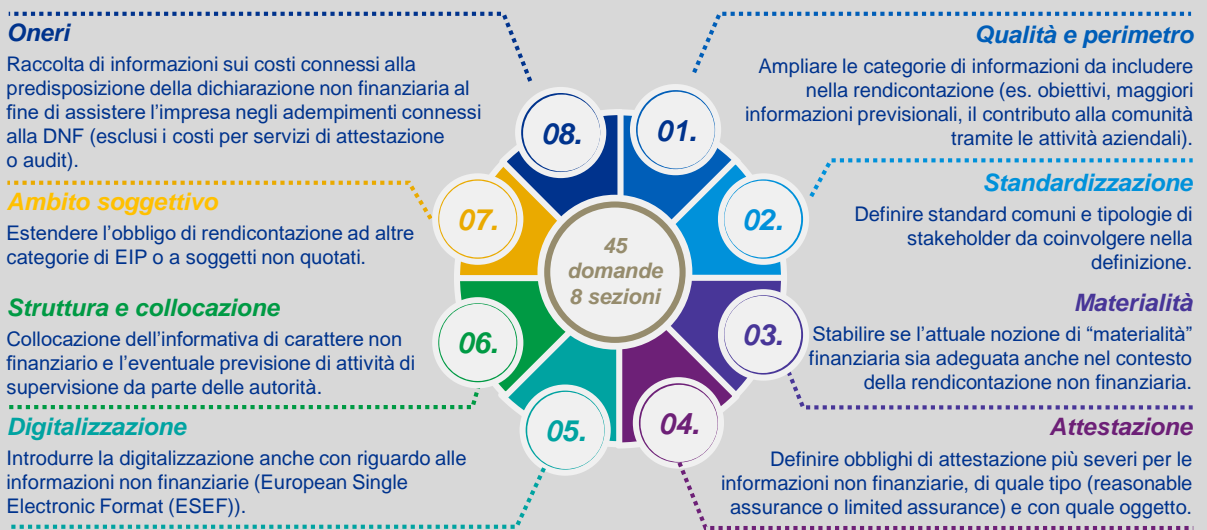 Oneri
Raccolta di informazioni sui costi connessi alla
predisposizione della dichiarazione non finanziaria al
fine di assistere l'impresa negli adempimenti connessi
alla DNF (esclusi i costi per servizi di attestazione
o audit).
Ambito soggettivo
Estendere l'obbligo di rendicontazione ad altre
categorie di EIP o a soggetti non quotati.
Struttura e collocazione
Collocazione dell'informativa di carattere non
finanziario e l'eventuale previsione di attività di
supervisione da parte delle autorità.
Digitalizzazione
Introdurre la digitalizzazione anche con riguardo alle
informazioni non finanziarie (European Single
Electronic Format (ESEF)).
08.
01.
07.
02.
45
domande
8 sezioni
06.
03.
05.
04.
Qualità e perimetro
Ampliare le categorie di informazioni da includere
nella rendicontazione (es. obiettivi, maggiori
informazioni previsionali, il contributo alla comunità
tramite le attività aziendali).
Standardizzazione
Definire standard comuni e tipologie di
stakeholder da coinvolgere nella
definizione.
Materialità
Stabilire se l'attuale nozione di “materialità”
finanziaria sia adeguata anche nel contesto
della rendicontazione non finanziaria.
Attestazione
Definire obblighi di attestazione più severi per le
informazioni non finanziarie, di quale tipo (reasonable
assurance o limited assurance) e con quale oggetto.